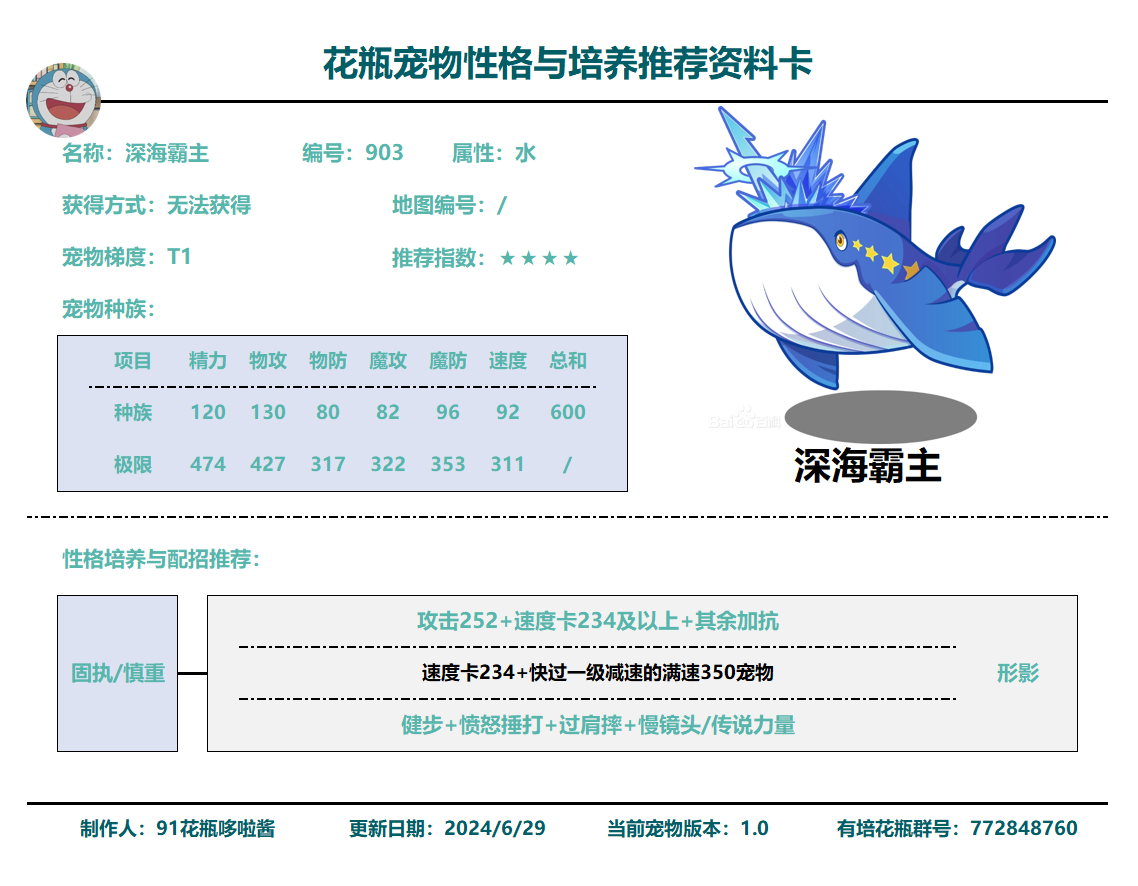 花瓶宠物性格与培养推荐资料卡
名称：深海霸主 编号：903 属性：水
获得方式：无法获得 地图编号：/
宠物梯度：T1 推荐指数：★★★★
宠物种族：
项目 精力 物攻 物防 魔攻 魔防 速度 总和
种族 120 130 80 82 96 92 600
极限 474 427 317 322 353 311 /
Bai百科
深海霸主
性格培养与配招推荐：
攻击252+速度卡234及以上+其余加抗
固执/慎重 速度卡234+快过一级减速的满速350宠物 形影
健步+愤怒捶打+过肩摔+慢镜头/传说力量
制作人：91花瓶哆啦酱 更新日期：2024/6/29 当前宠物版本：1.0 有培花瓶群号：772848760